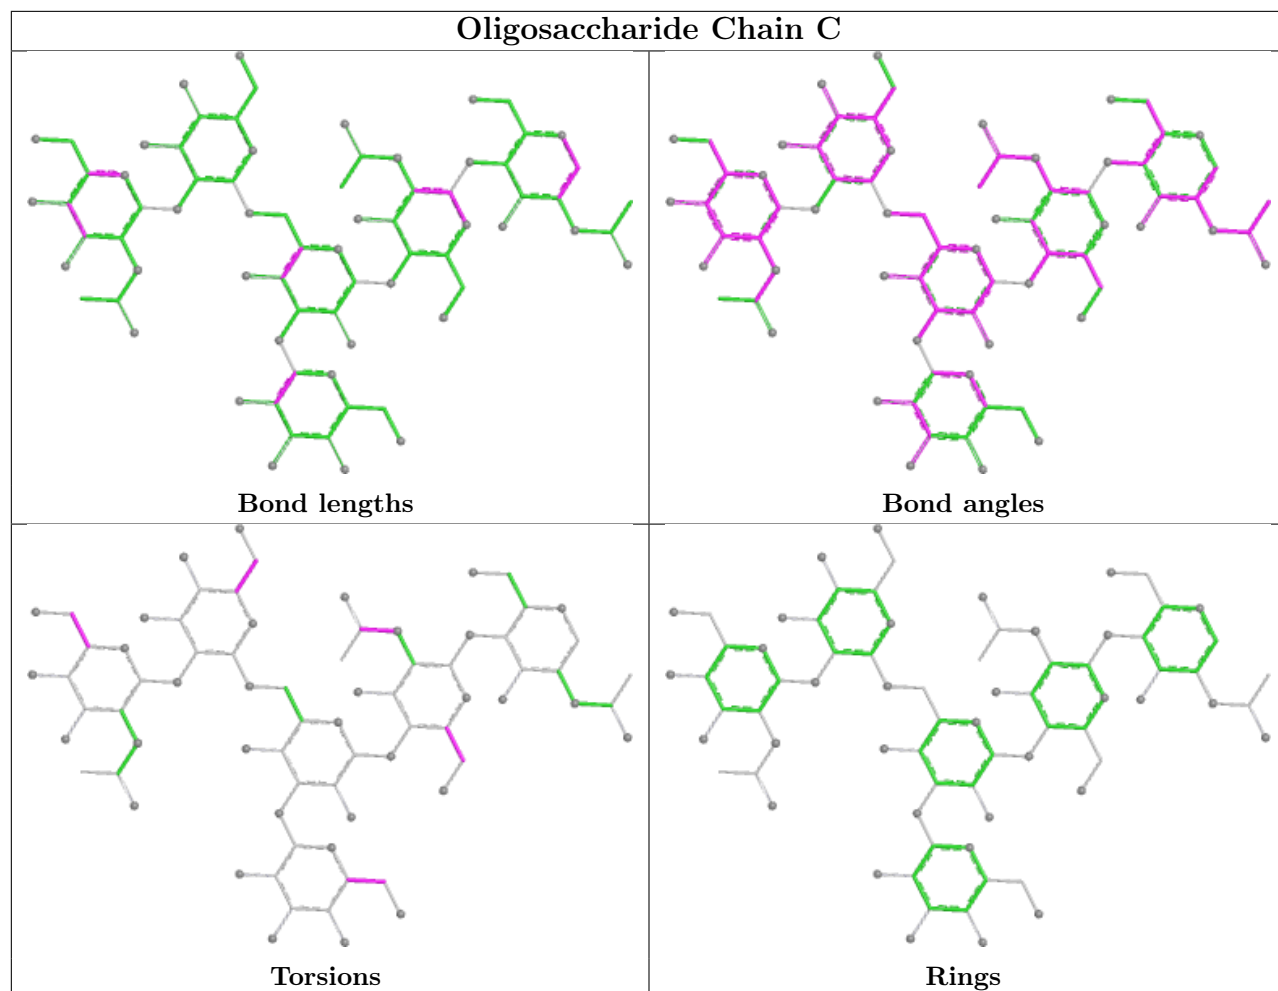 Oligosaccharide Chain C
Bond lengths
Bond angles
Torsions
Rings